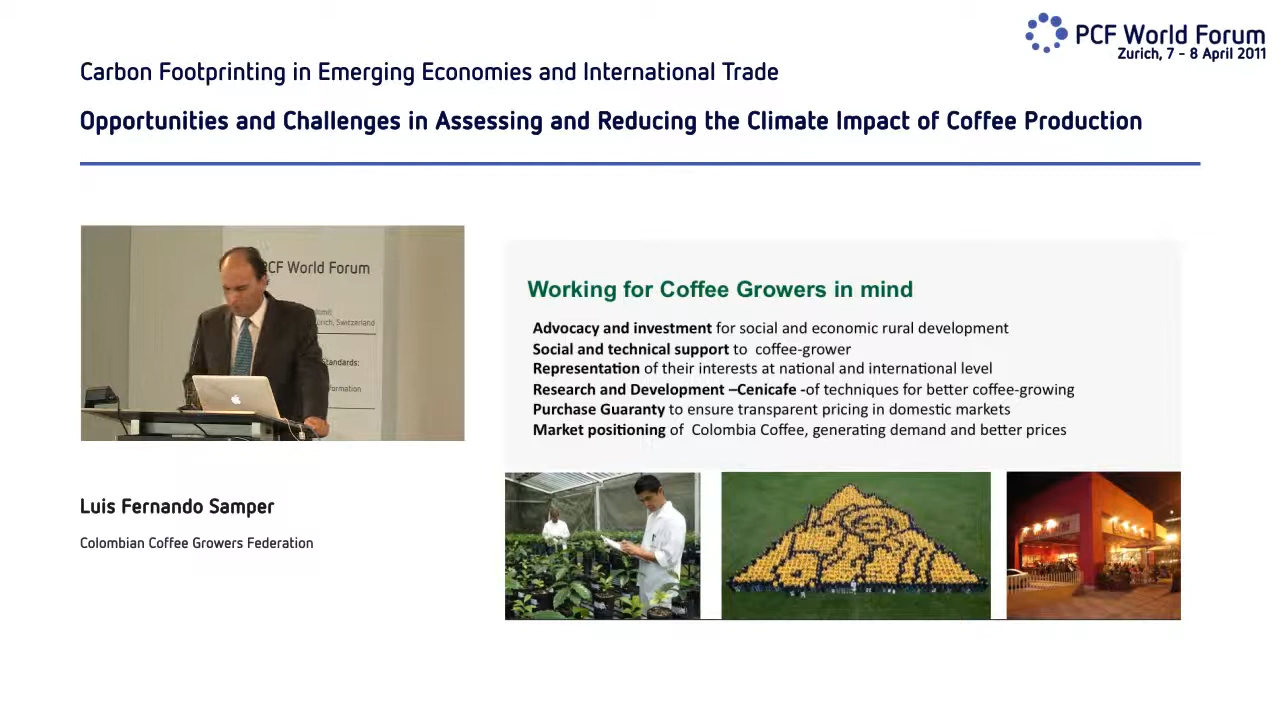 PCF World Forum
Zurich, 7 - 8 April 2011
Carbon Footprinting in Emerging Economies and International Trade
Opportunities and Challenges in Assessing and Reducing the Climate Impact of Coffee Production
PCF World Forum
Zurich, Switzerland
Standards:
Working for Coffee Growers in mind
Advocacy and investment for social and economic rural development
Social and technical support to coffee-grower
Representation of their interests at national and international level
Research and Development –Cenicafe -of techniques for better coffee-growing
Purchase Guaranty to ensure transparent pricing in domestic markets
Market positioning of Colombia Coffee, generating demand and better prices
Luis Fernando Samper
Colombian Coffee Growers Federation